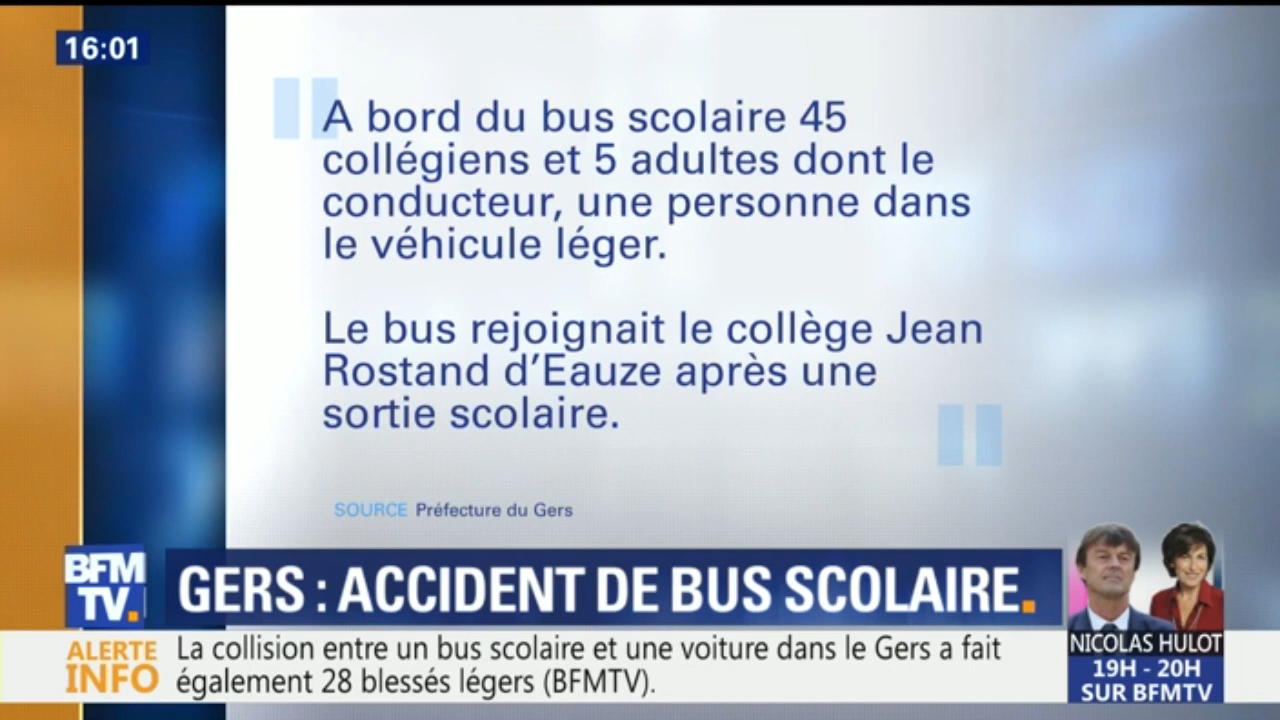 16:01
A bord du bus scolaire 45
collégiens et 5 adultes dont le
conducteur, une personne dans
le véhicule léger.
Le bus rejoignait le collège Jean
Rostand d’Eauze après une
sortie scolaire.
SOURCE Préfecture du Gers
BFM
TV.
GERS : ACCIDENT DE BUS SCOLAIRE.
NICOLAS HULOT
19H - 20H
SUR BFMTV
ALERTE
INFO
La collision entre un bus scolaire et une voiture dans le Gers a fait
également 28 blessés légers (BFMTV).